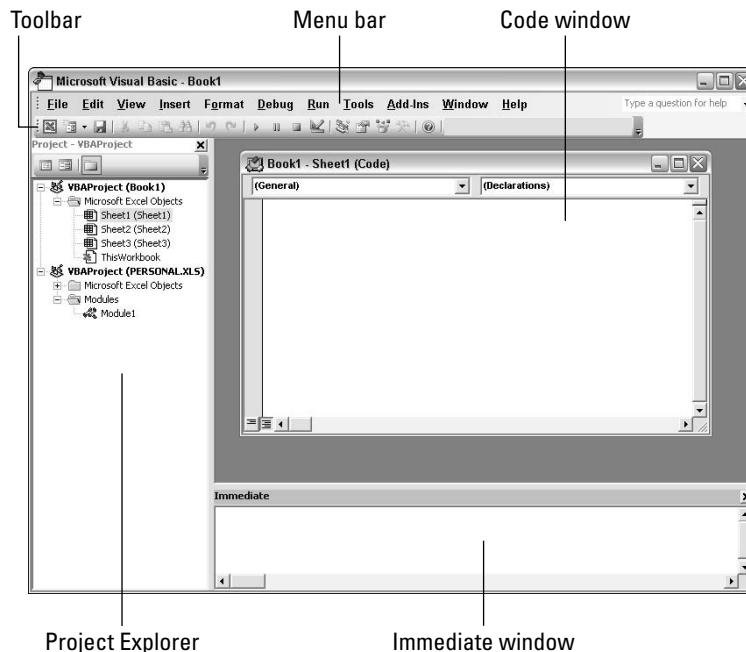 Toolbar Menu bar Code window
Microsoft Visual Basic - Book1
File Edit View Insert Format Debug Run Tools Add-Ins Window Help Type a question for help
Project - VBAProject
Book1 - Sheet1 (Code)
(General) (Declarations)
VBAProject (Book1)
Microsoft Excel Objects
Sheet1 (Sheet1)
Sheet2 (Sheet2)
Sheet3 (Sheet3)
ThisWorkbook
VBAProject (PERSONAL.XLS)
Microsoft Excel Objects
Modules
Module1
Immediate
Project Explorer Immediate window